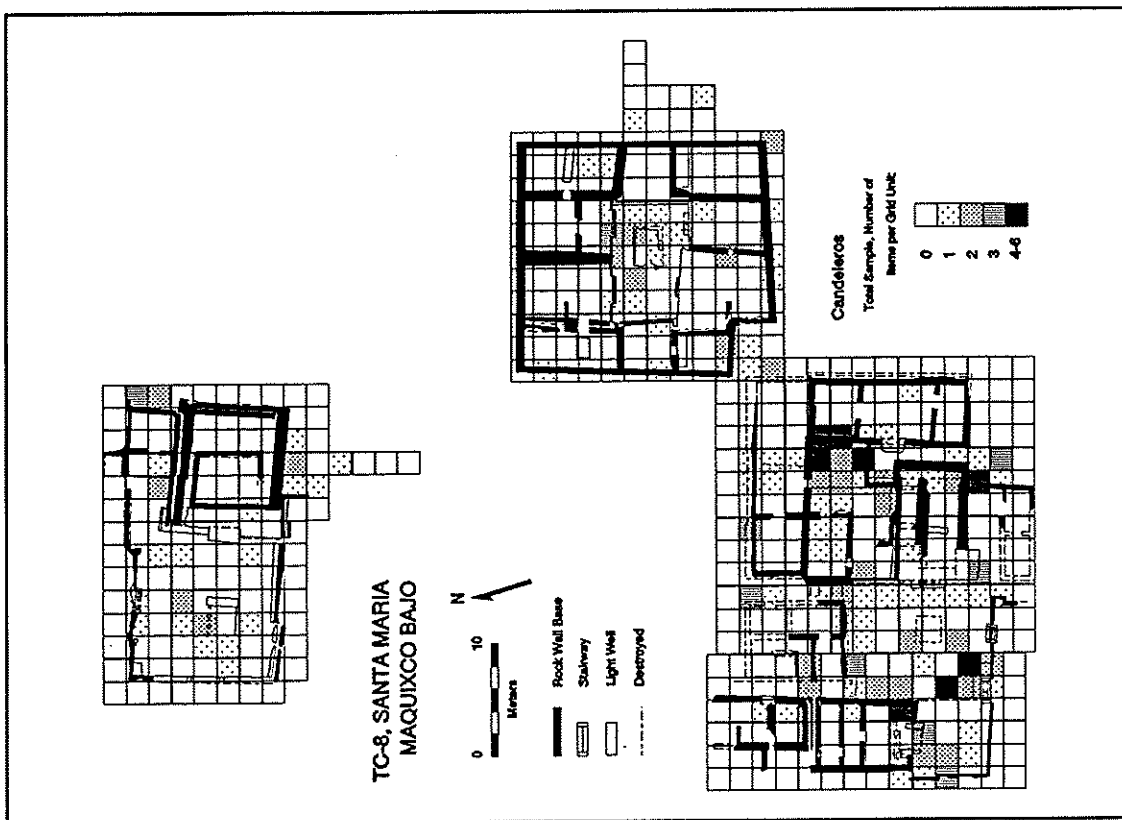 TC-8, SANTA MARIA
MAQUIXCO BAJO
N
0 10
Meters
Rock Wall Base
Stairway
Light Well
Destroyed
Candeleros
Total Sample, Number of
Items per Grid Unit:
0
1
2
3
4-6